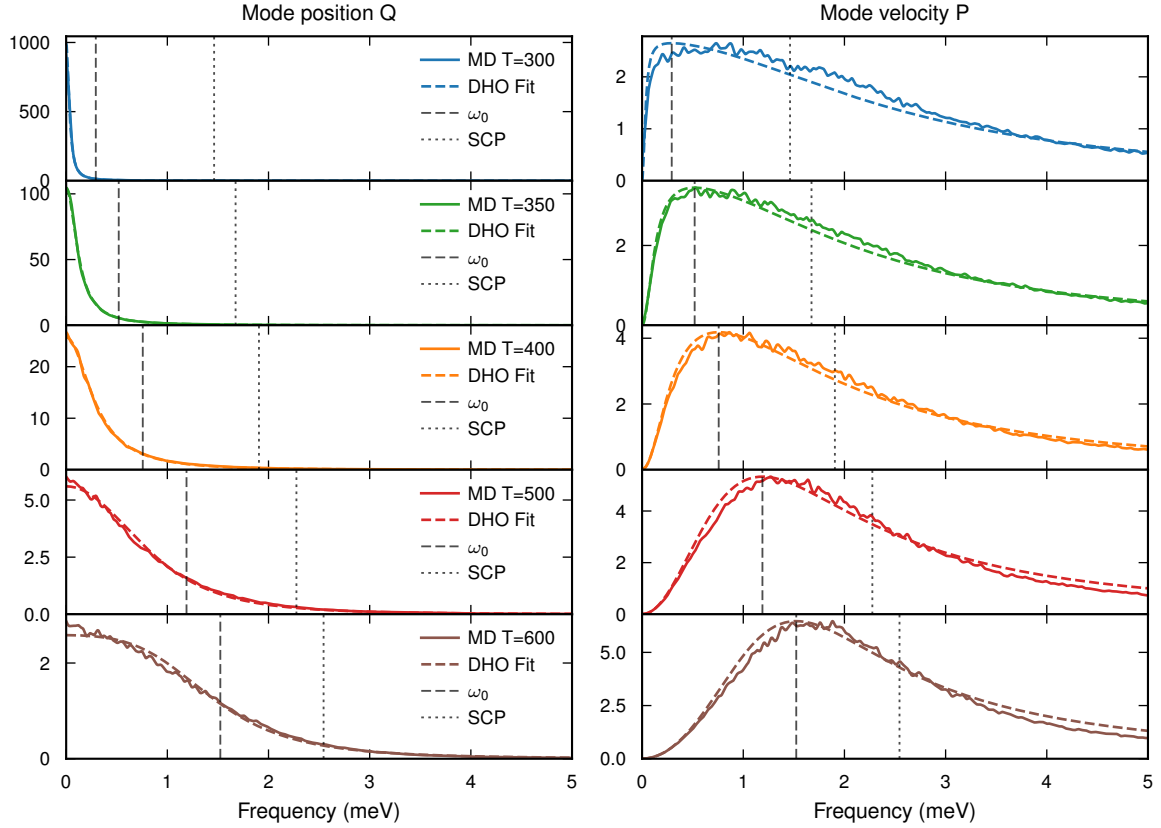 Mode position Q
Mode velocity P
1000
500
0
MD T=300
DHO Fit
ω₀
SCP
2
1
0
100
50
0
MD T=350
DHO Fit
ω₀
SCP
2
0
20
10
0
MD T=400
DHO Fit
ω₀
SCP
4
2
0
5.0
2.5
0.0
MD T=500
DHO Fit
ω₀
SCP
4
2
0
2
0
MD T=600
DHO Fit
ω₀
SCP
5.0
2.5
0.0
0 1 2 3 4 5
0 1 2 3 4 5
Frequency (meV)
Frequency (meV)